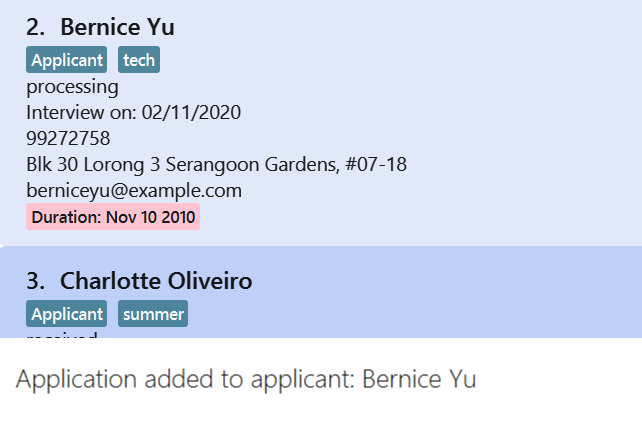 2. Bernice Yu
Applicant tech
processing
Interview on: 02/11/2020
99272758
Blk 30 Lorong 3 Serangoon Gardens, #07-18
berniceyu@example.com
Duration: Nov 10 2010
3. Charlotte Oliveiro
Applicant summer
Application added to applicant: Bernice Yu